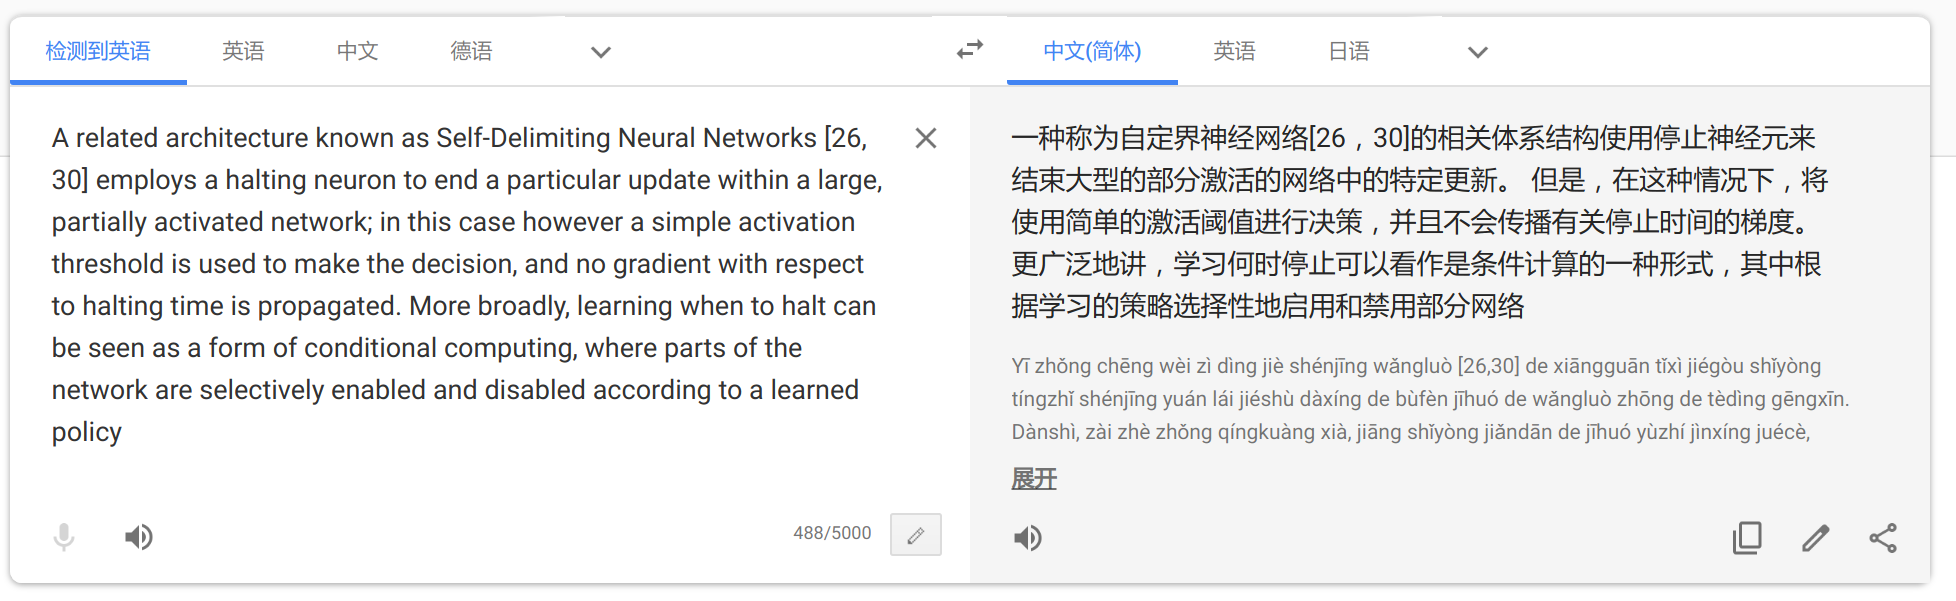 检测到英语 英语 中文 德语
中文(简体) 英语 日语
A related architecture known as Self-Delimiting Neural Networks [26,
30] employs a halting neuron to end a particular update within a large,
partially activated network; in this case however a simple activation
threshold is used to make the decision, and no gradient with respect
to halting time is propagated. More broadly, learning when to halt can
be seen as a form of conditional computing, where parts of the
network are selectively enabled and disabled according to a learned
policy
488/5000
一种称为自定界神经网络[26，30]的相关体系结构使用停止神经元来
结束大型的部分激活的网络中的特定更新。 但是，在这种情况下，将
使用简单的激活阈值进行决策，并且不会传播有关停止时间的梯度。
更广泛地讲，学习何时停止可以看作是条件计算的一种形式，其中根
据学习的策略选择性地启用和禁用部分网络
Yī zhǒng chēng wèi zì dìng jiè shénjīng wǎngluò [26,30] de xiāngguān tǐxì jiégòu shǐyòng
tíngzhǐ shénjīng yuán lái jiéshù dàxíng de bùfèn jīhuó de wǎngluò zhōng de tèdìng gēngxīn.
Dànshì, zài zhè zhǒng qíngkuàng xià, jiāng shǐyòng jiǎndān de jīhuó yùzhí jìnxíng juécè,
展开